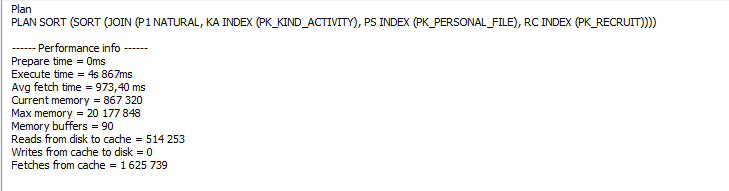 Plan
PLAN SORT (SORT (JOIN (P1 NATURAL, KA INDEX (PK_KIND_ACTIVITY), PS INDEX (PK_PERSONAL_FILE), RC INDEX (PK_RECRUIT))))
------ Performance info ------
Prepare time = 0ms
Execute time = 4s 867ms
Avg fetch time = 973,40 ms
Current memory = 867 320
Max memory = 20 177 848
Memory buffers = 90
Reads from disk to cache = 514 253
Writes from cache to disk = 0
Fetches from cache = 1 625 739